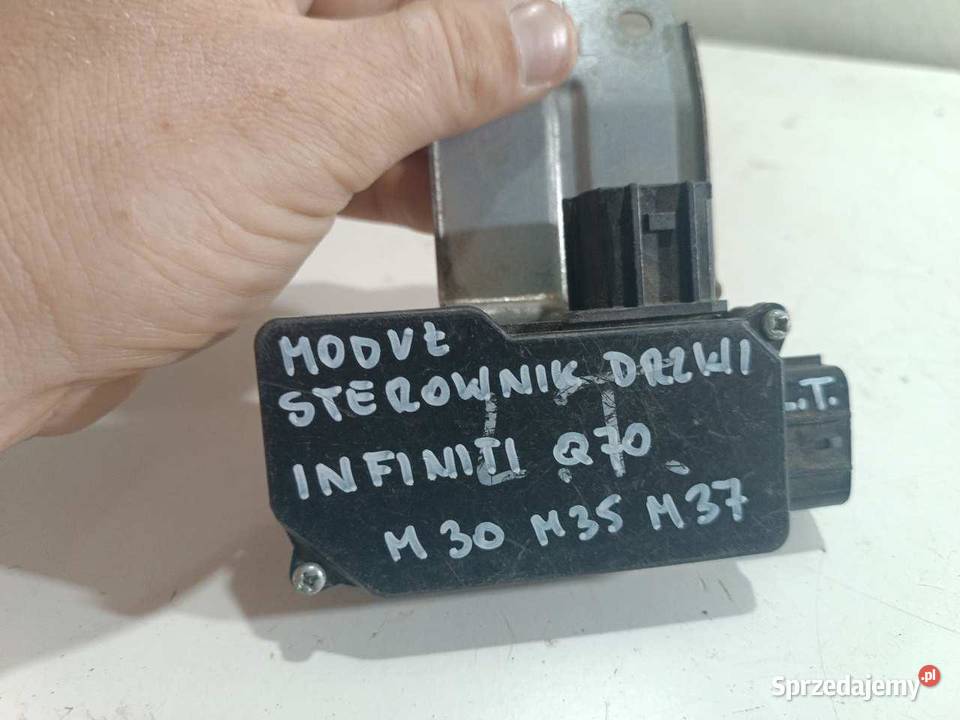 MODUŁ
STEROWNIK DRZWI
L.T.
INFINITI Q70
M30 M35 M37
Sprzedajemy.pl